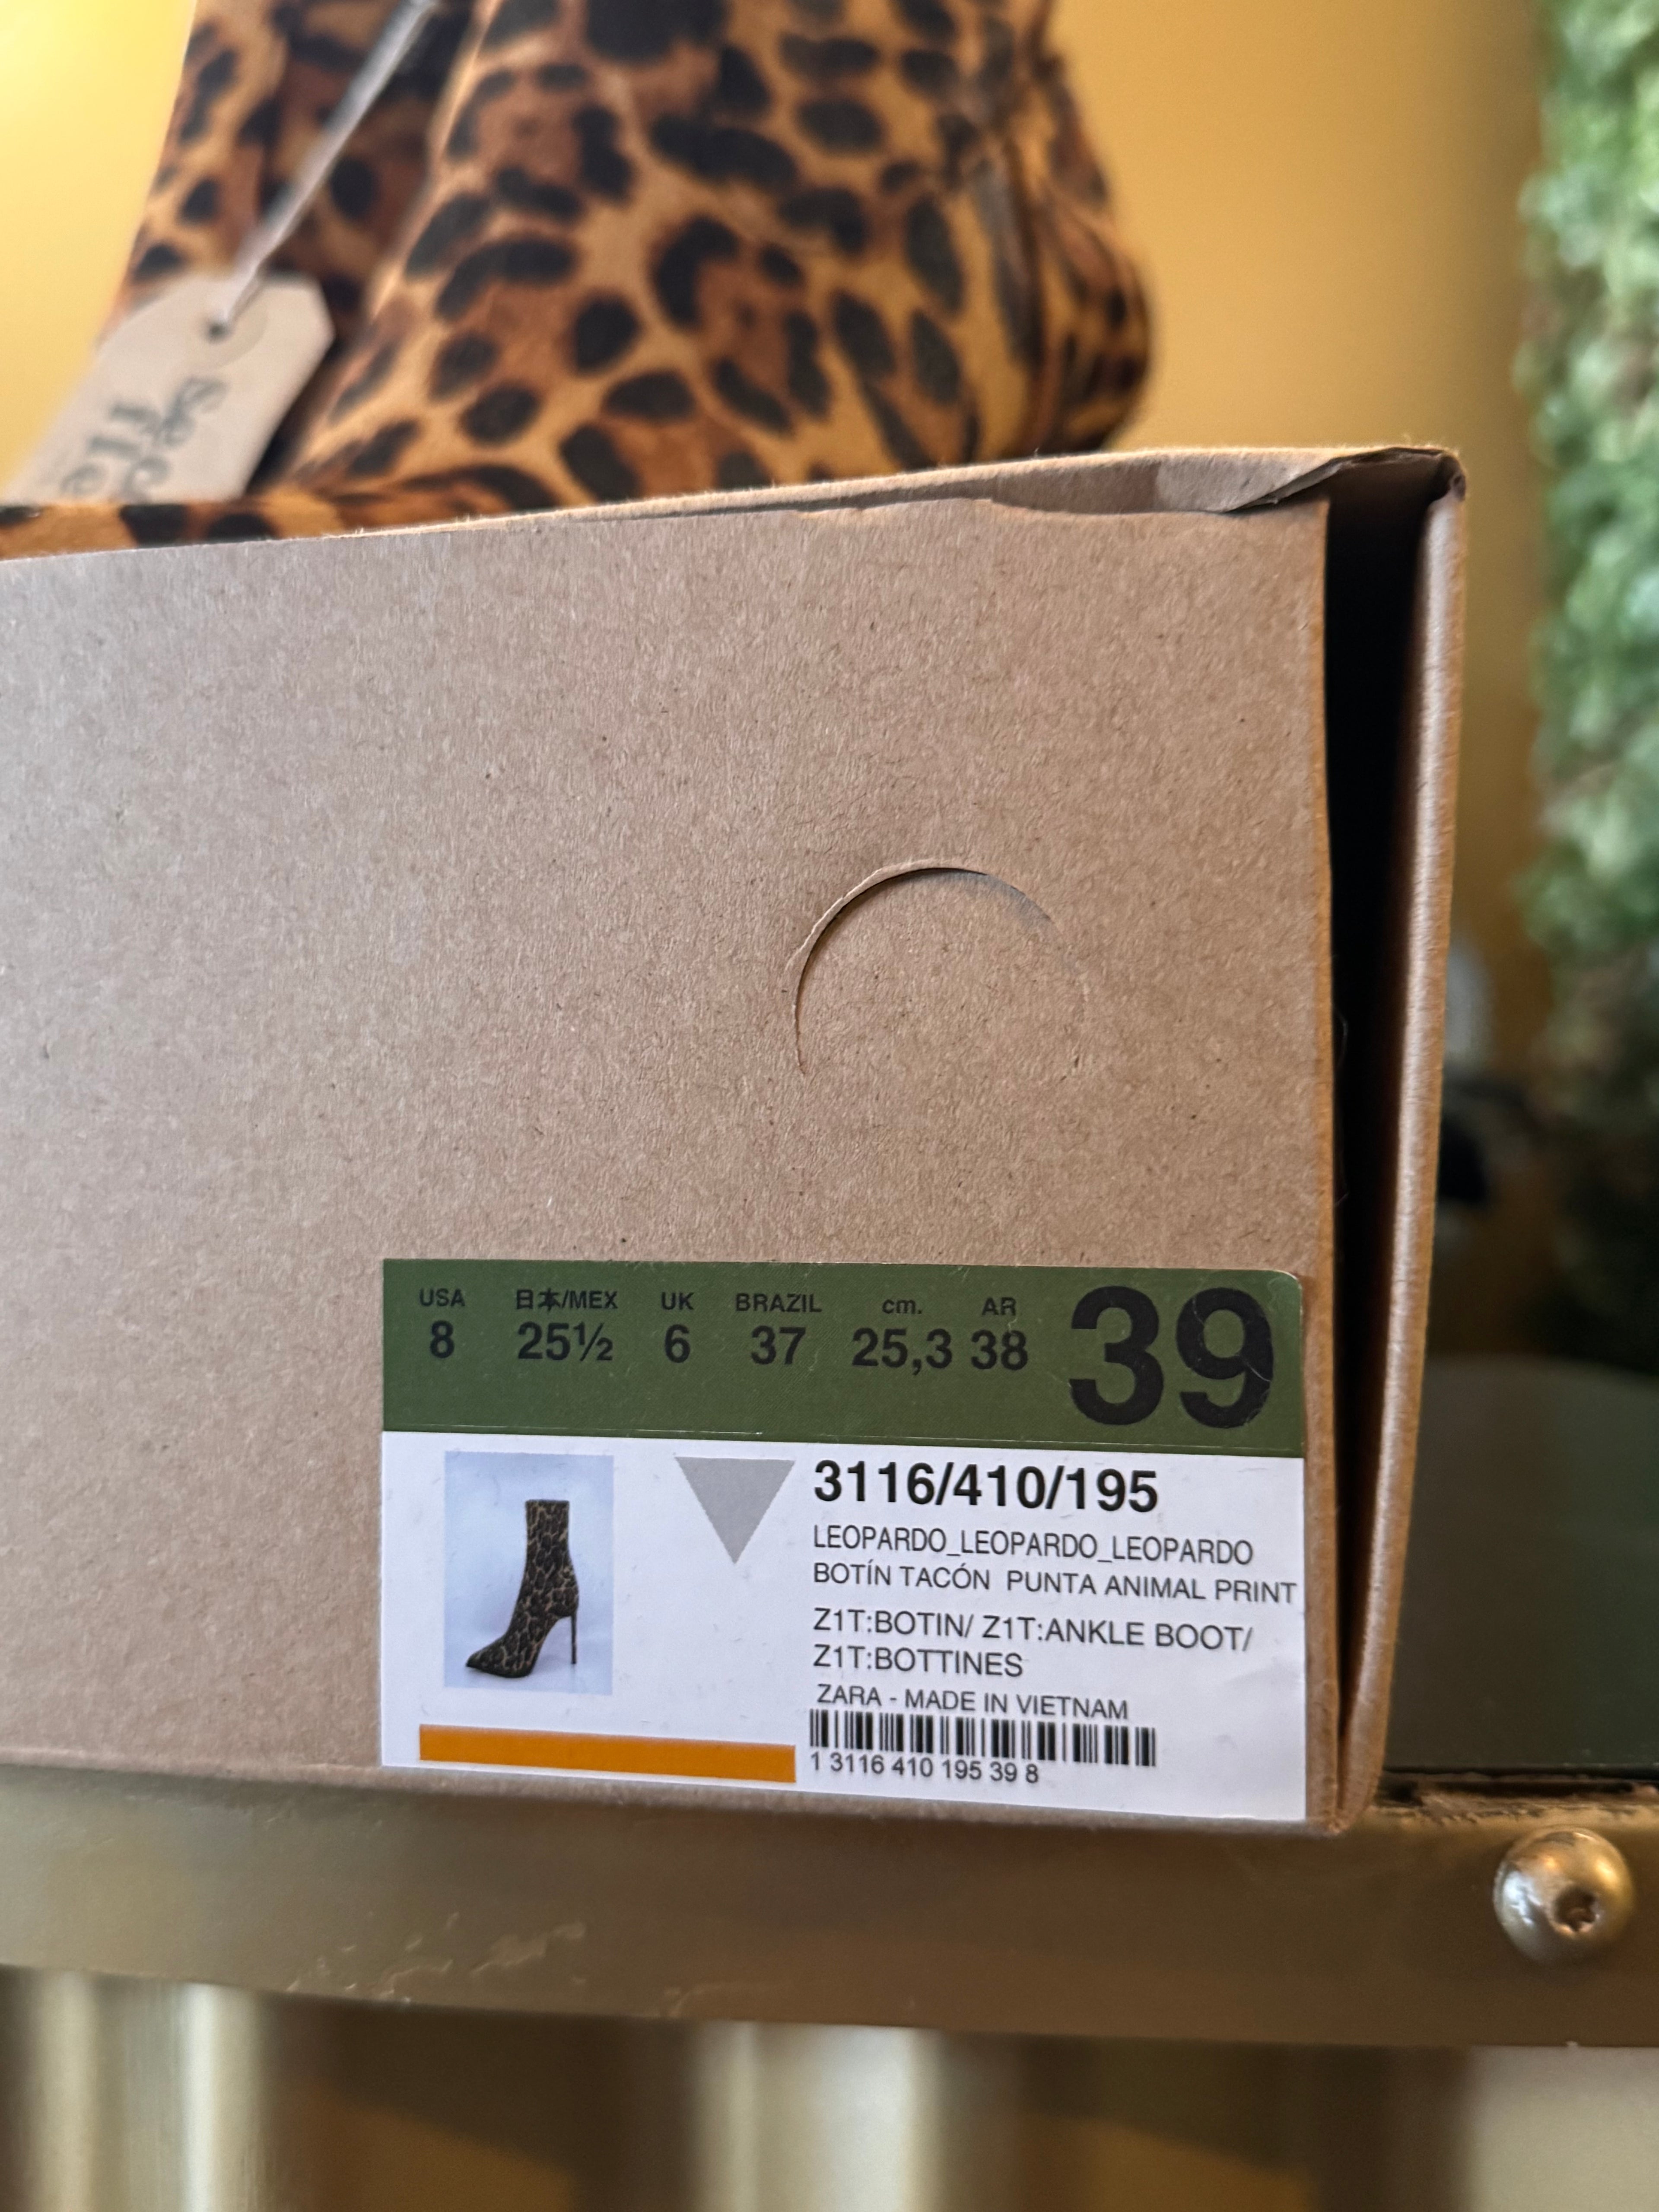 USA 日本/MEX UK BRAZIL cm. AR
8 25½ 6 37 25,3 38 39
3116/410/195
LEOPARDO_LEOPARDO_LEOPARDO
BOTÍN TACÓN PUNTA ANIMAL PRINT
Z1T:BOTIN/ Z1T:ANKLE BOOT/
Z1T:BOTTINES
ZARA - MADE IN VIETNAM
1 3116 410 195 39 8